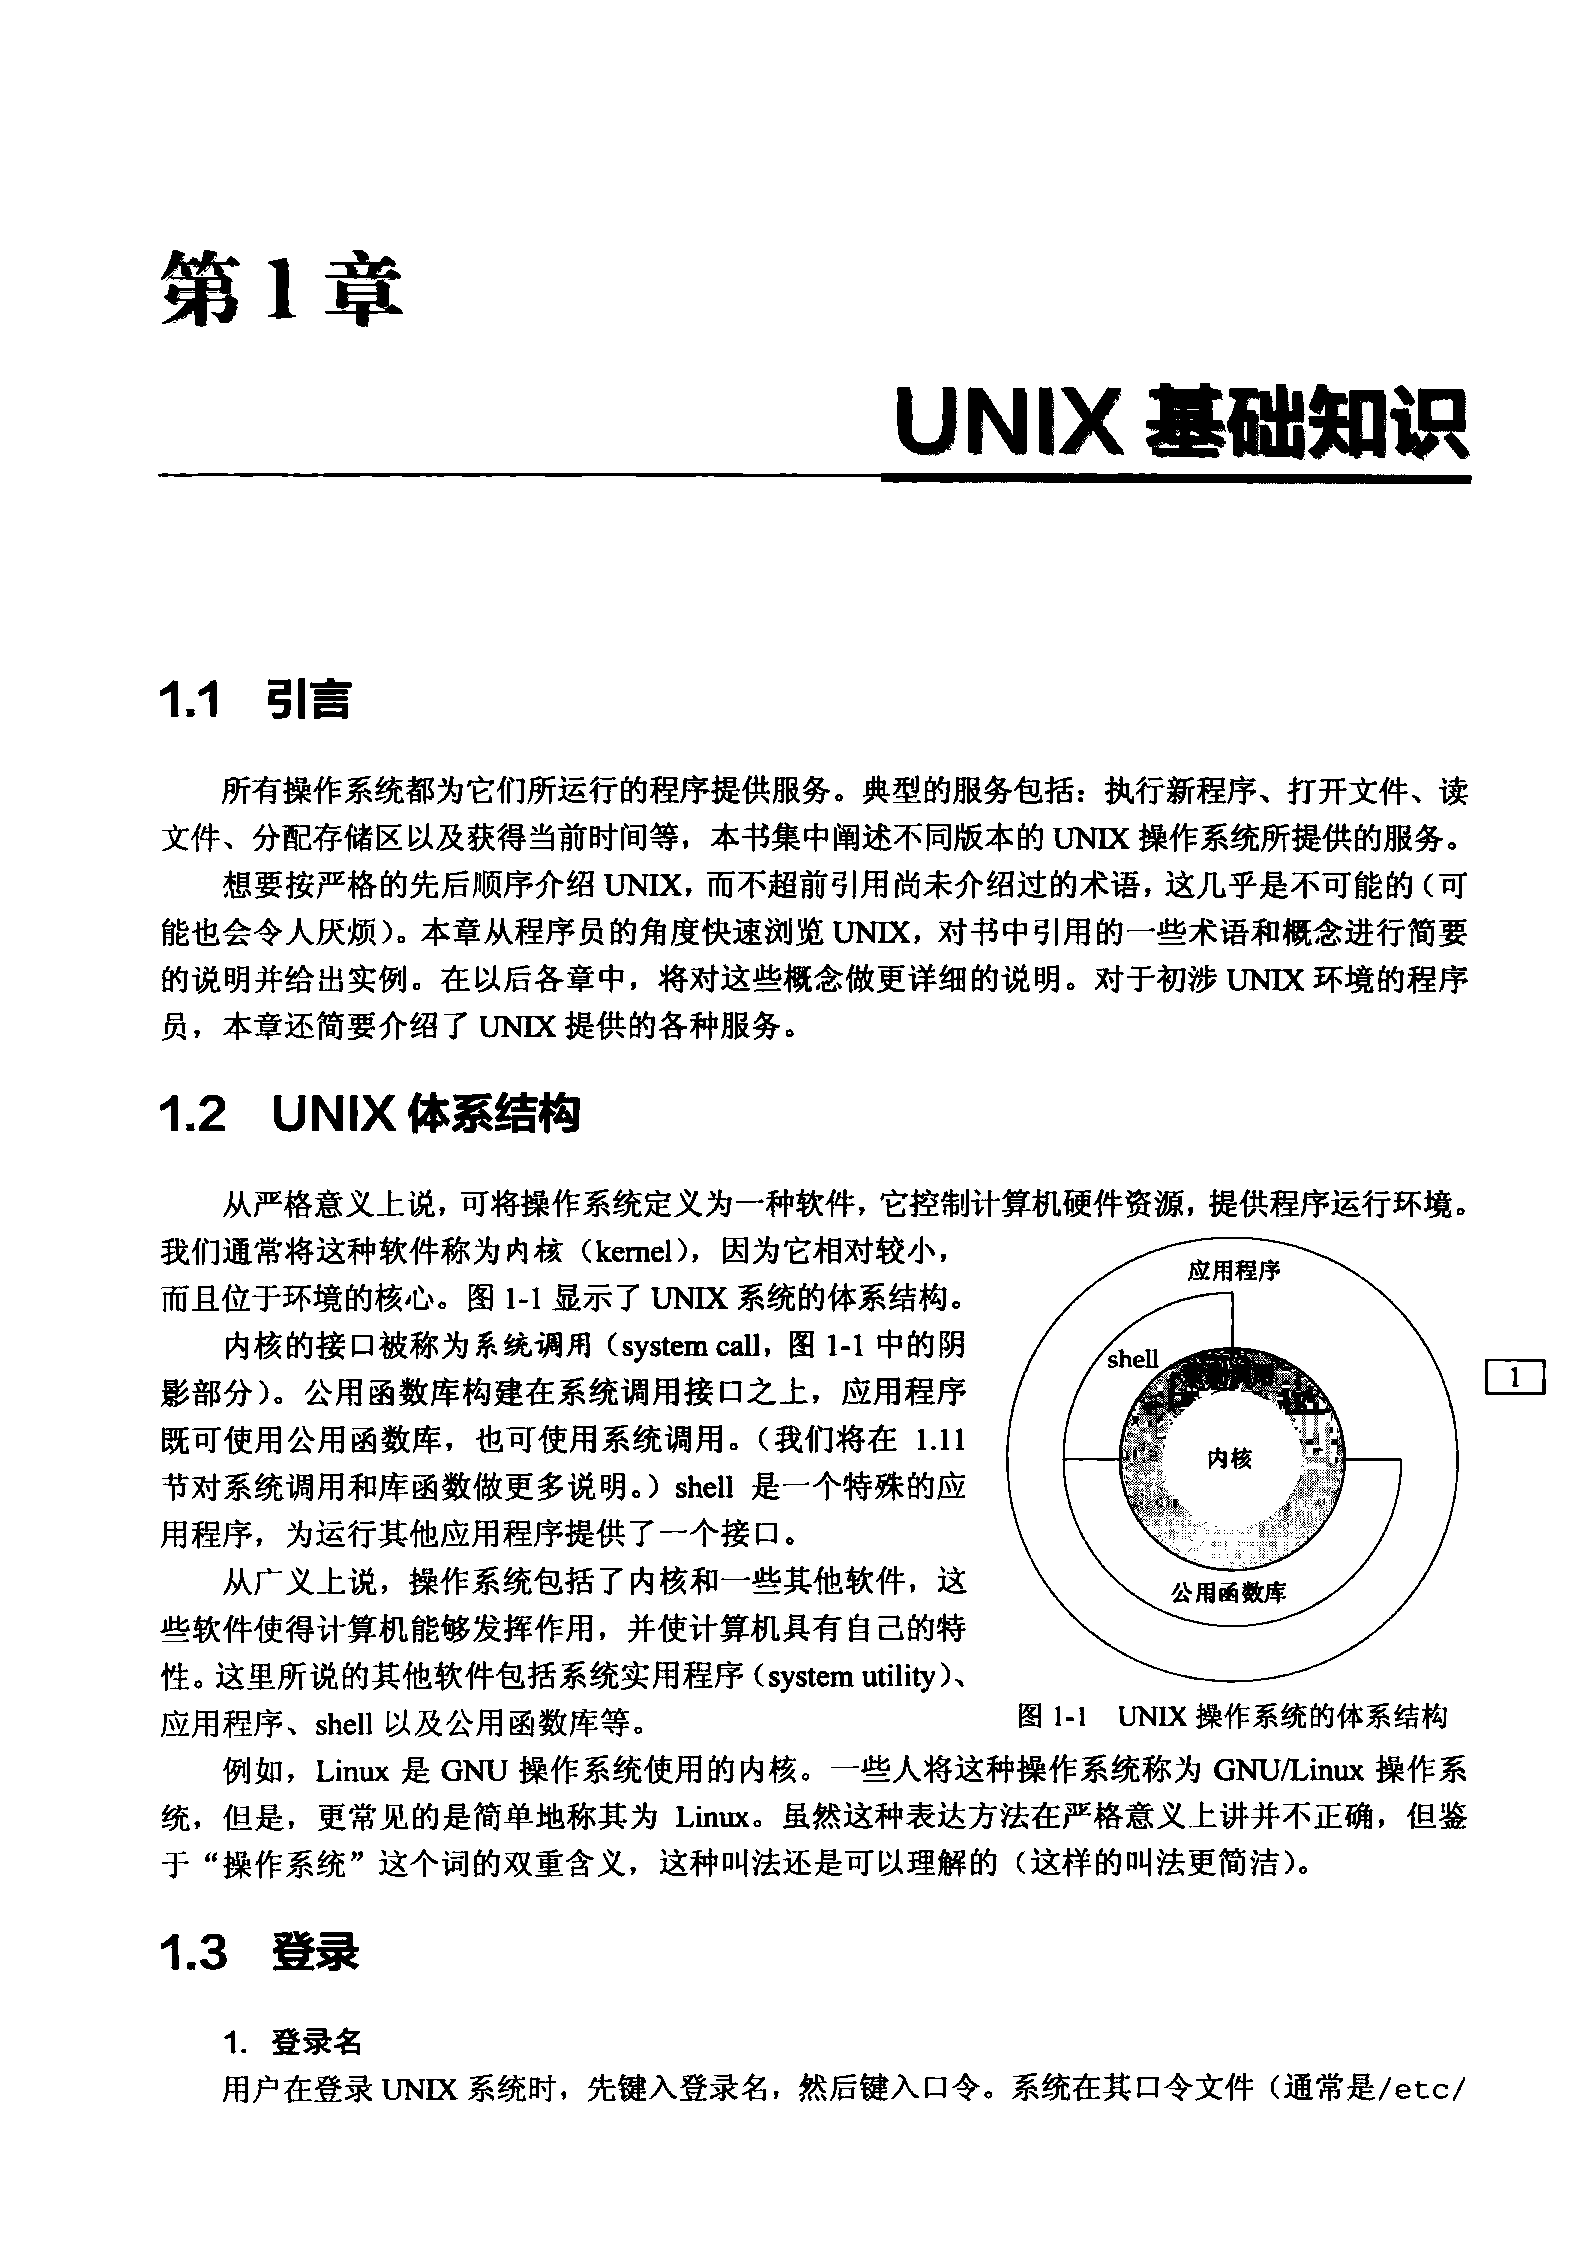 第1章
UNIX 基础知识
1.1 引言
所有操作系统都为它们所运行的程序提供服务。典型的服务包括：执行新程序、打开文件、读
文件、分配存储区以及获得当前时间等，本书集中阐述不同版本的 UNIX 操作系统所提供的服务。
想要按严格的先后顺序介绍 UNIX，而不超前引用尚未介绍过的术语，这几乎是不可能的（可
能也会令人厌烦）。本章从程序员的角度快速浏览 UNIX，对书中引用的一些术语和概念进行简要
的说明并给出实例。在以后各章中，将对这些概念做更详细的说明。对于初涉 UNIX 环境的程序
员，本章还简要介绍了 UNIX 提供的各种服务。
1.2 UNIX 体系结构
从严格意义上说，可将操作系统定义为一种软件，它控制计算机硬件资源，提供程序运行环境。
我们通常将这种软件称为内核（kernel），因为它相对较小，
而且位于环境的核心。图 1-1 显示了 UNIX 系统的体系结构。
内核的接口被称为系统调用（system call，图 1-1 中的阴
影部分）。公用函数库构建在系统调用接口之上，应用程序
既可使用公用函数库，也可使用系统调用。（我们将在 1.11
节对系统调用和库函数做更多说明。）shell 是一个特殊的应
用程序，为运行其他应用程序提供了一个接口。
从广义上说，操作系统包括了内核和一些其他软件，这
些软件使得计算机能够发挥作用，并使计算机具有自己的特
性。这里所说的其他软件包括系统实用程序（system utility）、
应用程序、shell 以及公用函数库等。
应用程序
shell
内核
公用函数库
图 1-1 UNIX 操作系统的体系结构
1
例如，Linux 是 GNU 操作系统使用的内核。一些人将这种操作系统称为 GNU/Linux 操作系
统，但是，更常见的是简单地称其为 Linux。虽然这种表达方法在严格意义上讲并不正确，但鉴
于“操作系统”这个词的双重含义，这种叫法还是可以理解的（这样的叫法更简洁）。
1.3 登录
1. 登录名
用户在登录 UNIX 系统时，先键入登录名，然后键入口令。系统在其口令文件（通常是/etc/